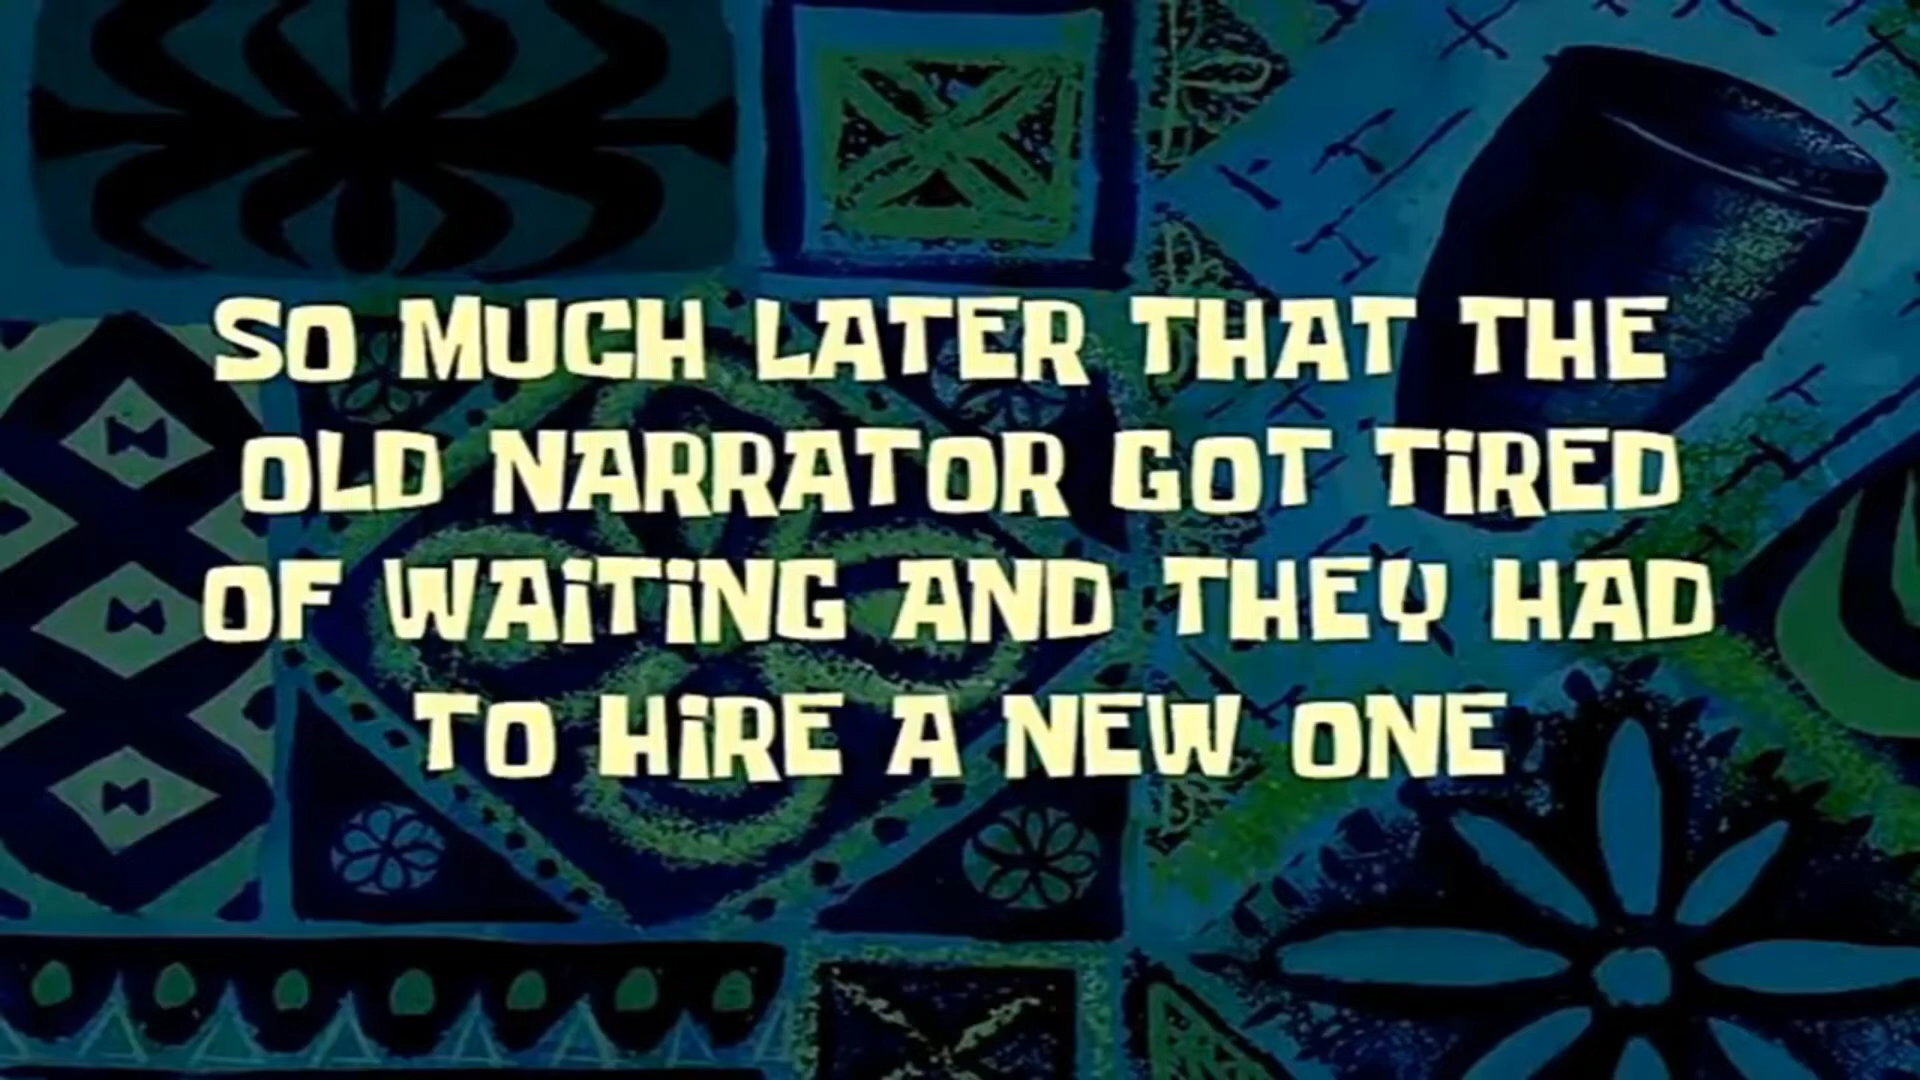 SO MUCH LATER THAT THE
OLD NARRATOR GOT TiRED
OF WAiTiNG AND THEY HAD
TO HiRE A NEW ONE